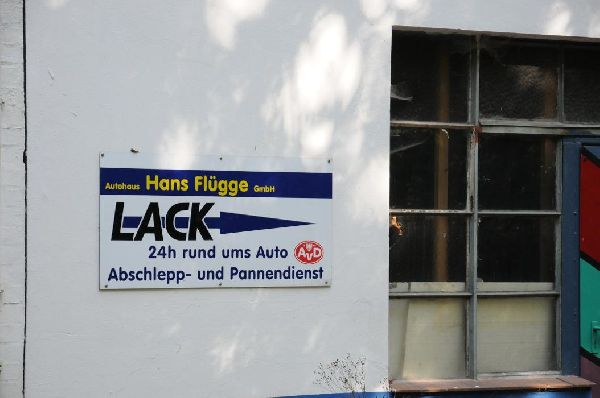 Autohaus Hans Flügge GmbH
LACK
24h rund ums Auto AvD
Abschlepp- und Pannendienst